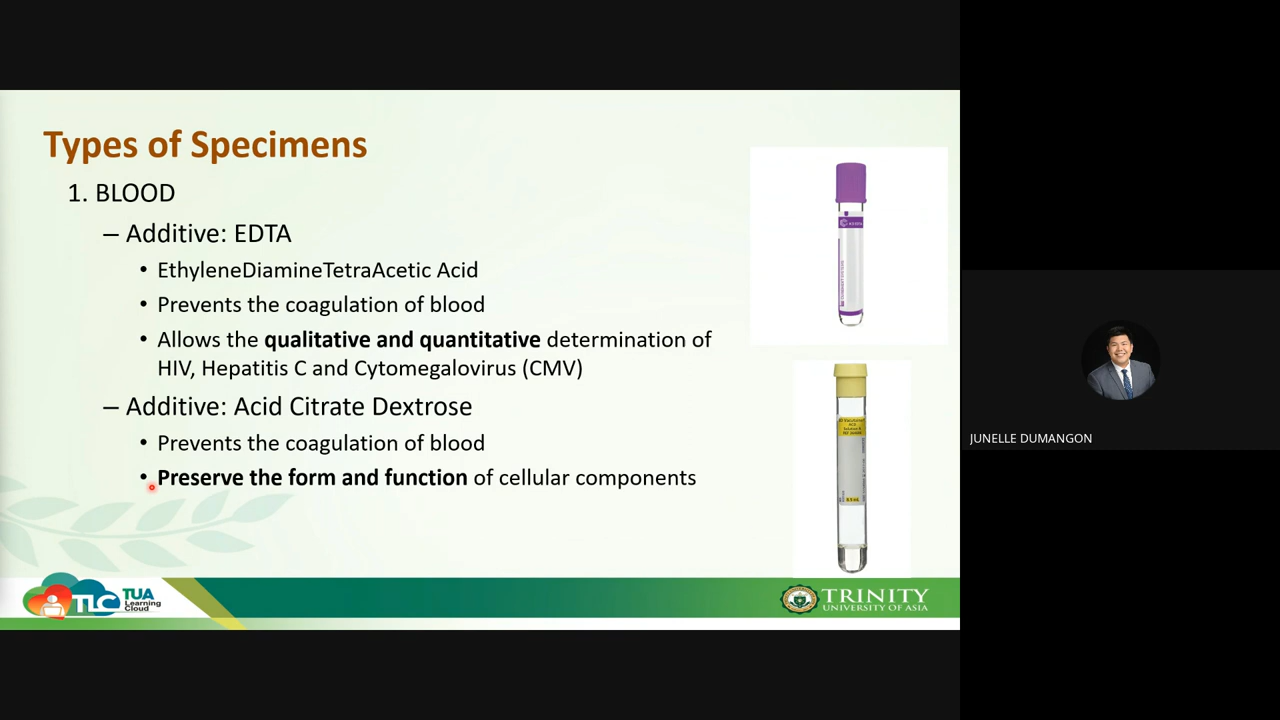 Types of Specimens
1. BLOOD
– Additive: EDTA
• EthyleneDiamineTetraAcetic Acid
• Prevents the coagulation of blood
• Allows the qualitative and quantitative determination of
HIV, Hepatitis C and Cytomegalovirus (CMV)
– Additive: Acid Citrate Dextrose
• Prevents the coagulation of blood
• Preserve the form and function of cellular components
JUNELLE DUMANGON
TLC
TUA
Learning
Cloud
TRINITY
UNIVERSITY OF ASIA